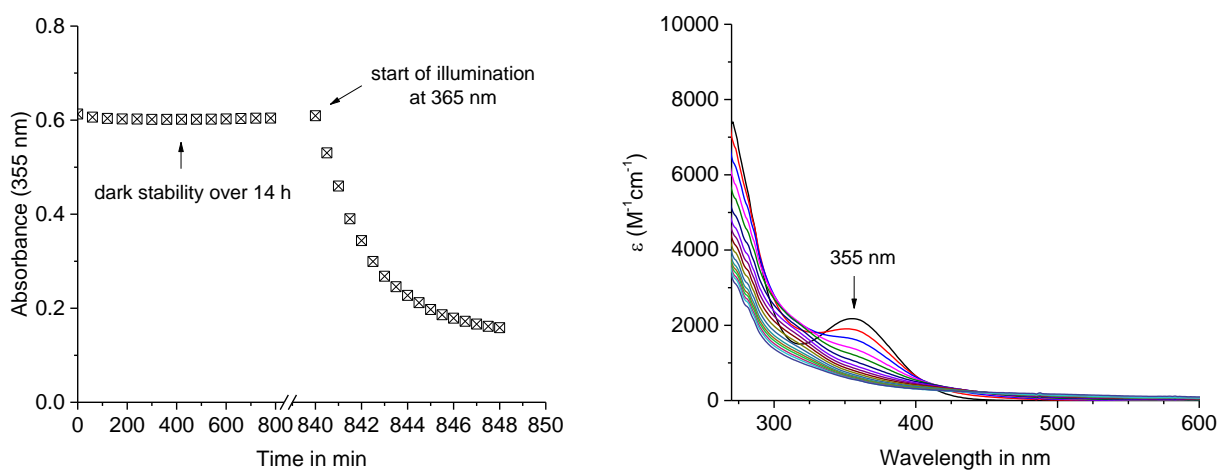 Absorbance (355 nm)
0.8
0.6
0.4
0.2
0.0
start of illumination
at 365 nm
dark stability over 14 h
0 200 400 600 800 840 842 844 846 848 850
Time in min
ε (M⁻¹cm⁻¹)
10000
8000
6000
4000
2000
0
355 nm
300 400 500 600
Wavelength in nm